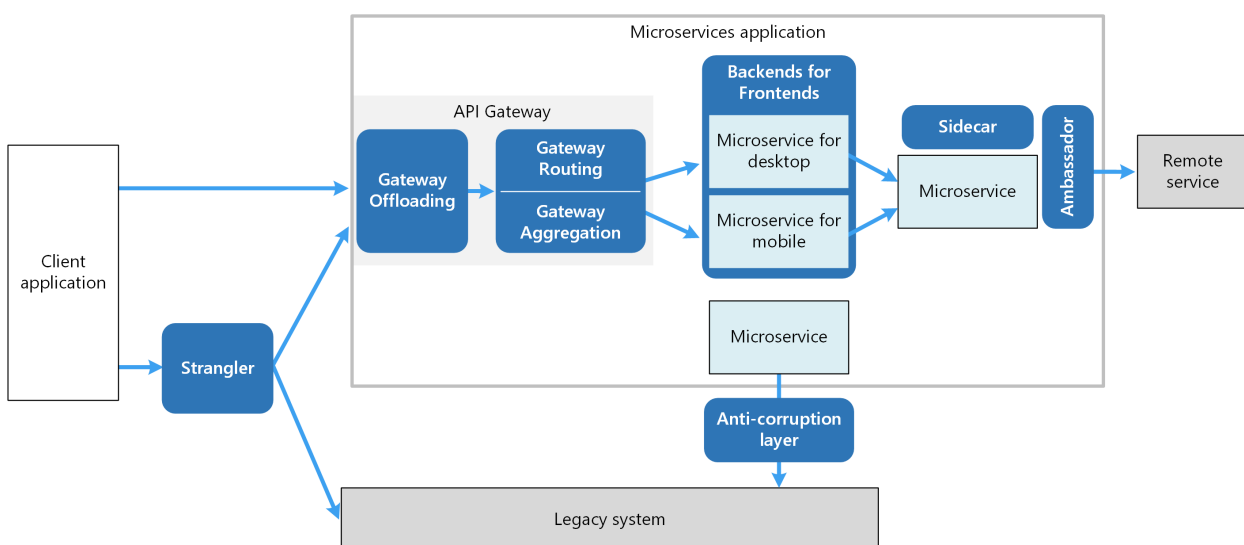 Microservices application
Backends for
Frontends
API Gateway
Gateway
Offloading
Gateway
Routing
Gateway
Aggregation
Microservice for
desktop
Microservice for
mobile
Sidecar
Microservice
Ambassador
Remote
service
Client
application
Strangler
Microservice
Anti-corruption
layer
Legacy system